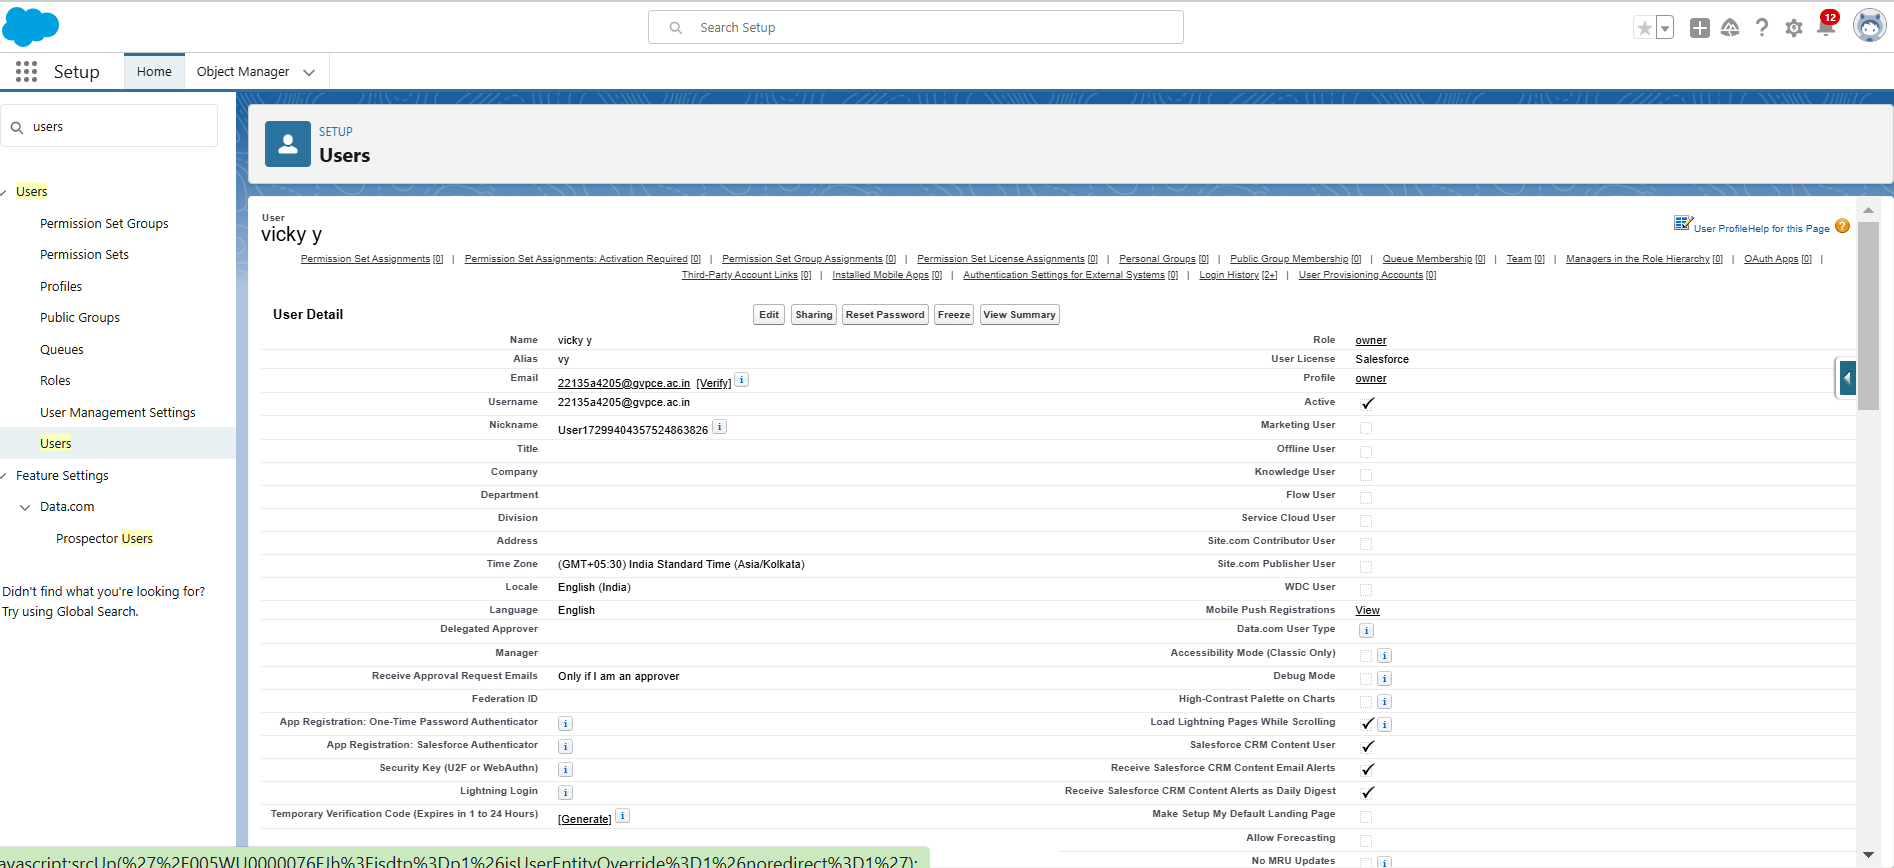 Search Setup
12
Setup
Home
Object Manager
users
Users
Permission Set Groups
Permission Sets
Profiles
Public Groups
Queues
Roles
User Management Settings
Users
Feature Settings
Data.com
Prospector Users
Didn't find what you're looking for?
Try using Global Search.
SETUP
Users
User
vicky y
User Profile Help for this Page
Permission Set Assignments [0] | Permission Set Assignments: Activation Required [0] | Permission Set Group Assignments [0] | Permission Set License Assignments [0] | Personal Groups [0] | Public Group Membership [0] | Queue Membership [0] | Team [0] | Managers in the Role Hierarchy [0] | OAuth Apps [0] |
Third-Party Account Links [0] | Installed Mobile Apps [0] | Authentication Settings for External Systems [0] | Login History [2+] | User Provisioning Accounts [0]
User Detail
Edit Sharing Reset Password Freeze View Summary
Name vicky y Role owner
Alias vy User License Salesforce
Email 22135a4205@gvpce.ac.in [Verify] i Profile owner
Username 22135a4205@gvpce.ac.in Active
Nickname User17299404357524863826 i Marketing User
Title Offline User
Company Knowledge User
Department Flow User
Division Service Cloud User
Address Site.com Contributor User
Time Zone (GMT+05:30) India Standard Time (Asia/Kolkata) Site.com Publisher User
Locale English (India) WDC User
Language English Mobile Push Registrations View
Delegated Approver Data.com User Type i
Manager Accessibility Mode (Classic Only) i
Receive Approval Request Emails Only if I am an approver Debug Mode i
Federation ID High-Contrast Palette on Charts i
App Registration: One-Time Password Authenticator i Load Lightning Pages While Scrolling i
App Registration: Salesforce Authenticator i Salesforce CRM Content User
Security Key (U2F or WebAuthn) i Receive Salesforce CRM Content Email Alerts
Lightning Login i Receive Salesforce CRM Content Alerts as Daily Digest
Temporary Verification Code (Expires in 1 to 24 Hours) [Generate] i Make Setup My Default Landing Page
Allow Forecasting
No MRU Updates i